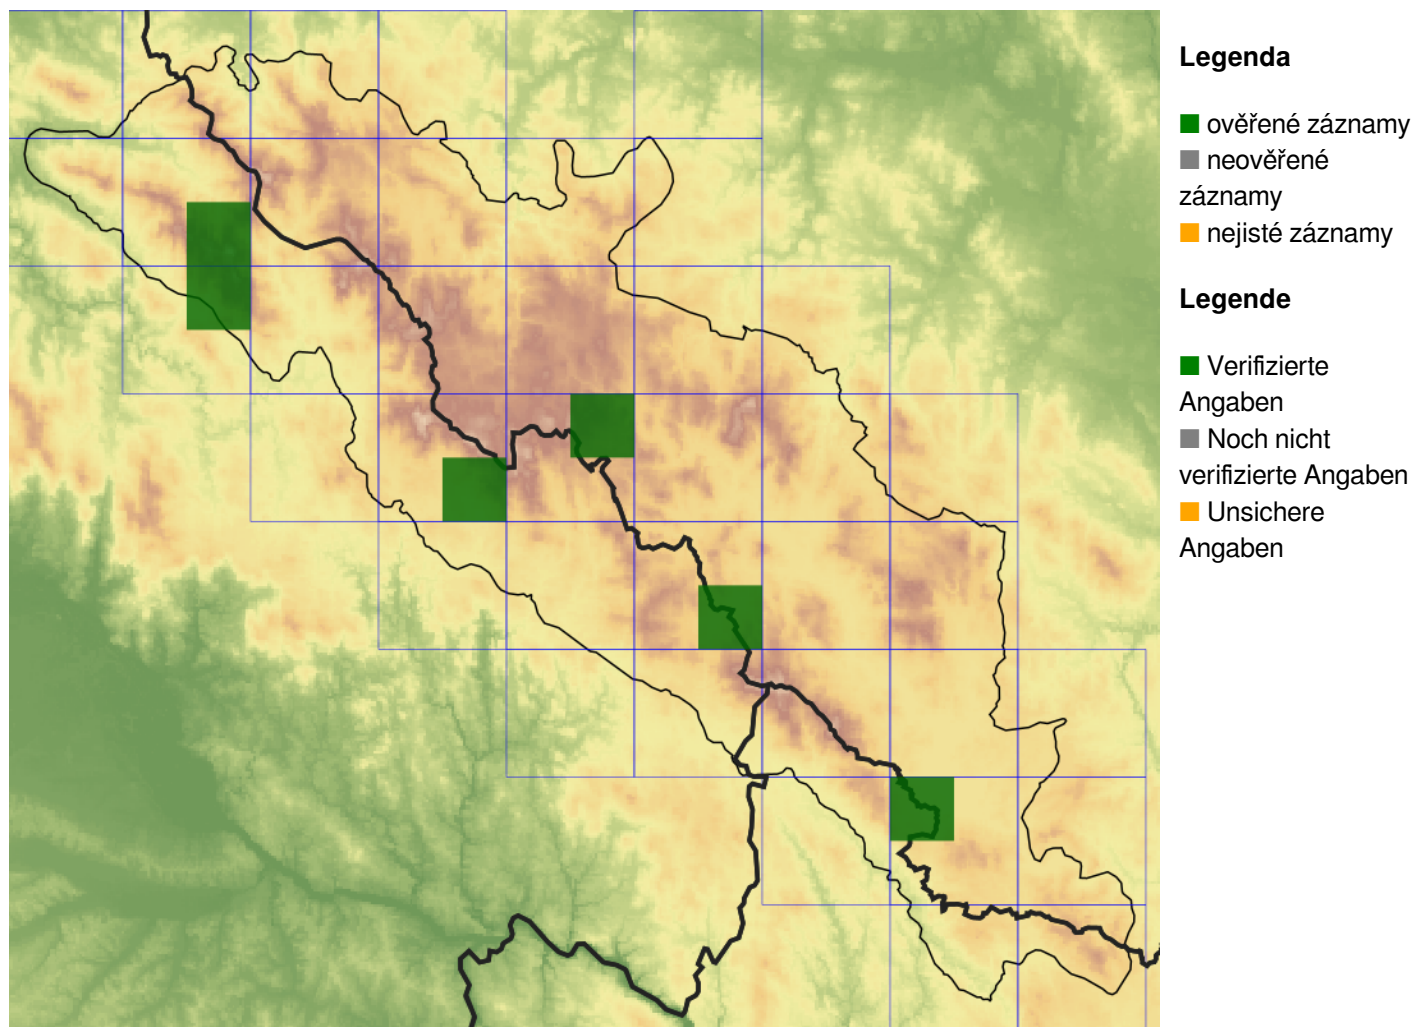 Legenda
ověřené záznamy
neověřené
záznamy
nejisté záznamy
Legende
Verifizierte
Angaben
Noch nicht
verifizierte Angaben
Unsichere
Angaben